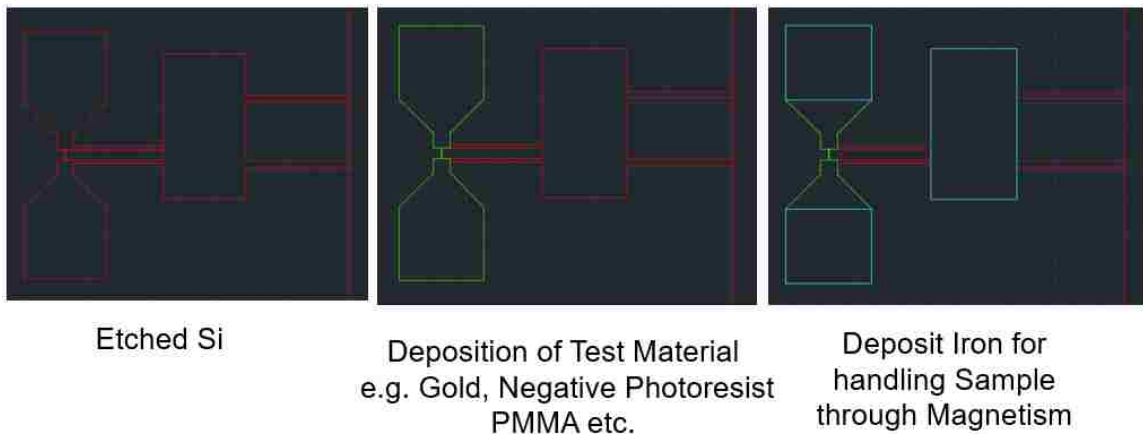 Etched Si
Deposition of Test Material
e.g. Gold, Negative Photoresist
PMMA etc.
Deposit Iron for
handling Sample
through Magnetism